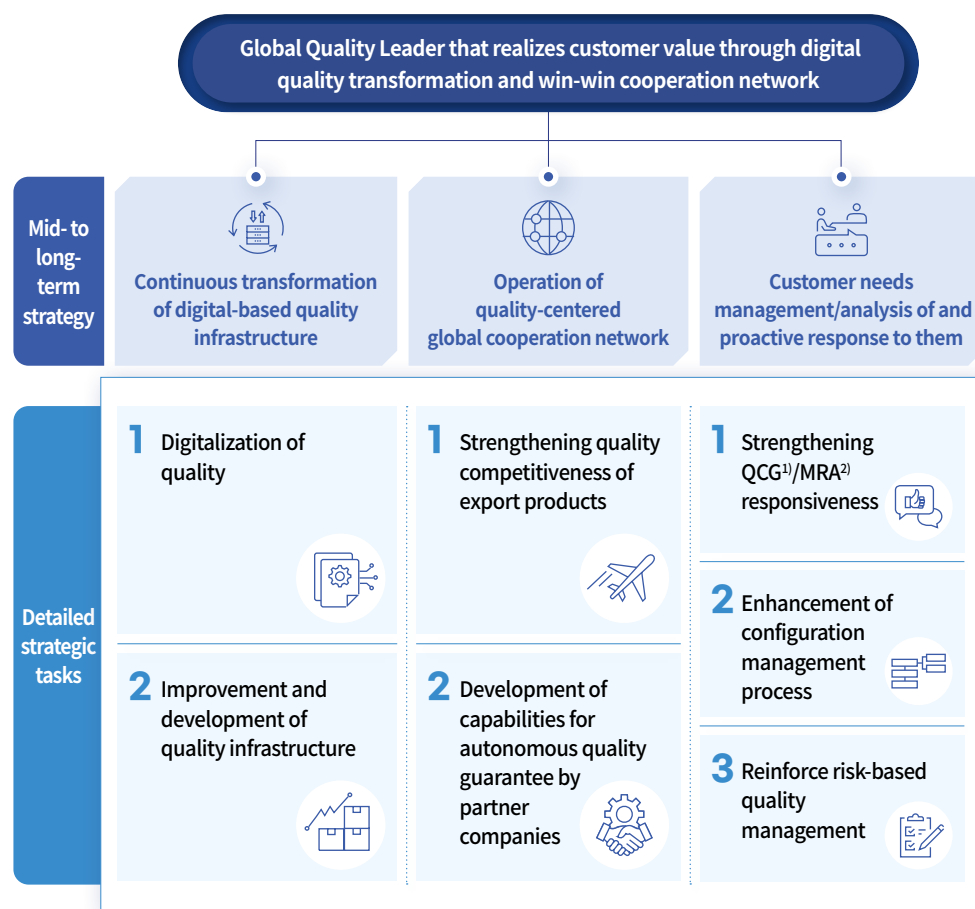 Global Quality Leader that realizes customer value through digital
quality transformation and win-win cooperation network
Mid- to
long-
term
strategy
Continuous transformation
of digital-based quality
infrastructure
Operation of
quality-centered
global cooperation network
Customer needs
management/analysis of and
proactive response to them
Detailed
strategic
tasks
1 Digitalization of
quality
2 Improvement and
development of
quality infrastructure
1 Strengthening quality
competitiveness of
export products
2 Development of
capabilities for
autonomous quality
guarantee by
partner
companies
1 Strengthening
QCG1)/MRA2)
responsiveness
2 Enhancement of
configuration
management
process
3 Reinforce risk-based
quality
management